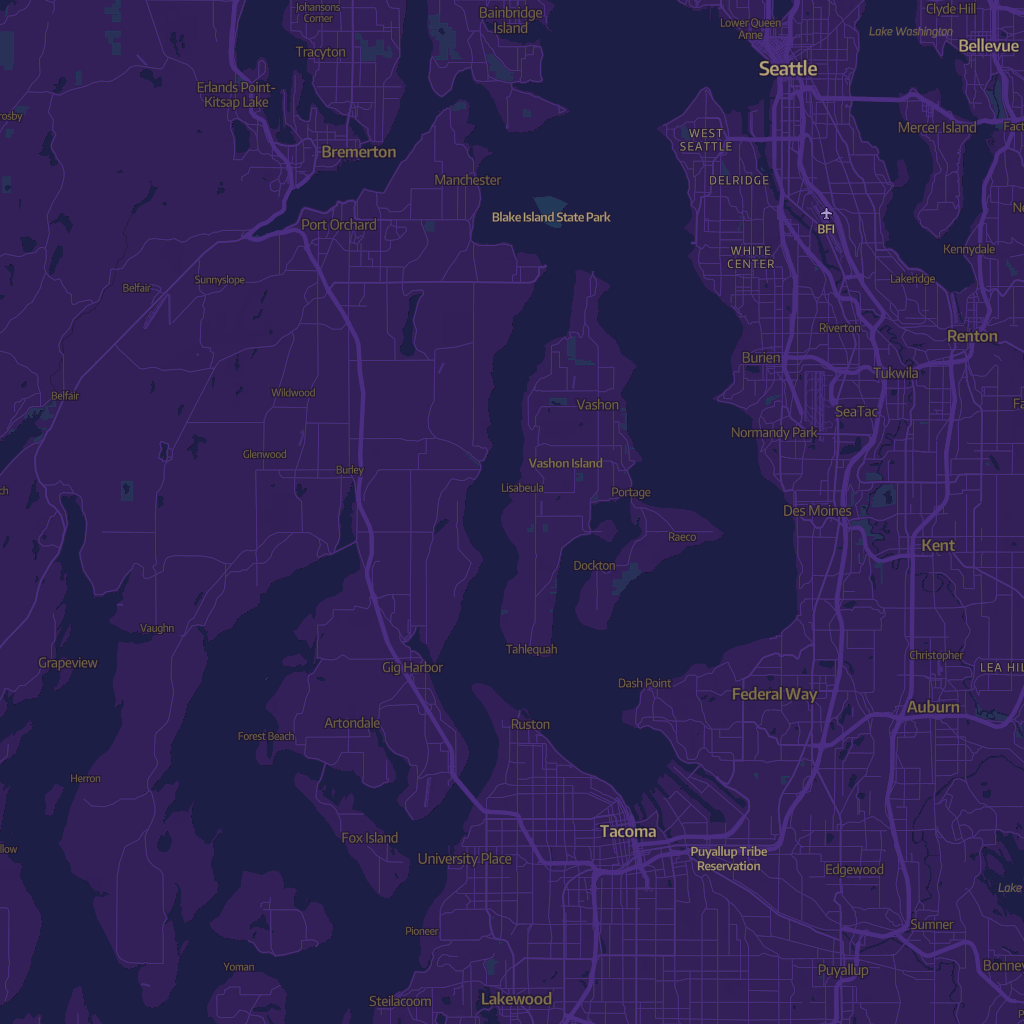 Johansons
Corner
Bainbridge
Island
Clyde Hill
Lower Queen
Anne
Lake Washington
Bellevue
Tracyton
Seattle
Erlands Point-
Kitsap Lake
Mercer Island
WEST
SEATTLE
Bremerton
Manchester
DELRIDGE
Blake Island State Park
Port Orchard
BFI
WHITE
CENTER
Kennydale
Sunnyslope
Lakeridge
Belfair
Riverton
Renton
Burien
Tukwila
Wildwood
Belfair
Vashon
SeaTac
Normandy Park
Glenwood
Vashon Island
Burley
Lisabeula
Portage
Des Moines
Raeco
Kent
Dockton
Vaughn
Tahlequah
Christopher
Grapeview
Gig Harbor
LEA HIL
Dash Point
Federal Way
Auburn
Artondale
Ruston
Forest Beach
Herron
Tacoma
Fox Island
Puyallup Tribe
Reservation
University Place
Edgewood
Lake
Sumner
Pioneer
Yoman
Puyallup
Bonney
Steilacoom
Lakewood